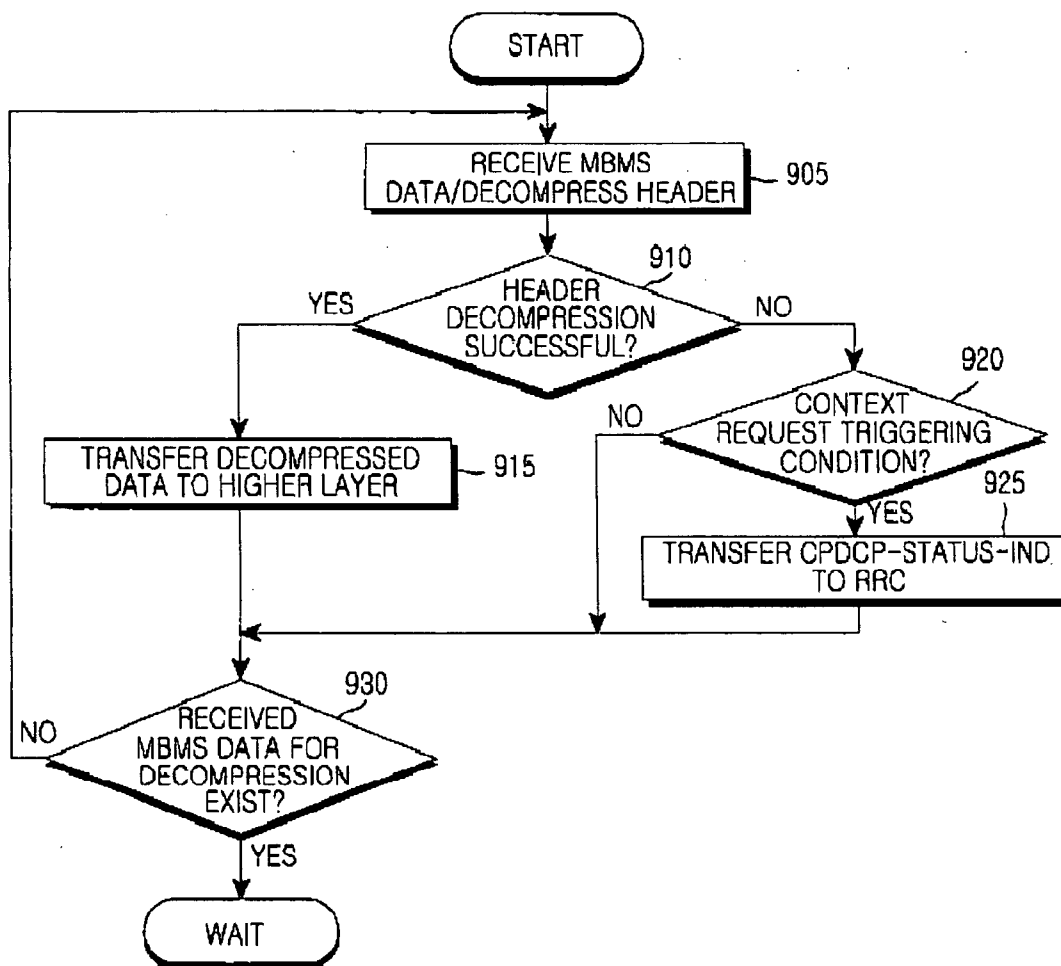 START
RECEIVE MBMS
DATA/DECOMPRESS HEADER
905
910
YES
HEADER
DECOMPRESSION
SUCCESSFUL?
NO
920
NO
CONTEXT
REQUEST TRIGGERING
CONDITION?
TRANSFER DECOMPRESSED
DATA TO HIGHER LAYER
915
925
YES
TRANSFER CPDCP-STATUS-IND
TO RRC
930
NO
RECEIVED
MBMS DATA FOR
DECOMPRESSION
EXIST?
YES
WAIT